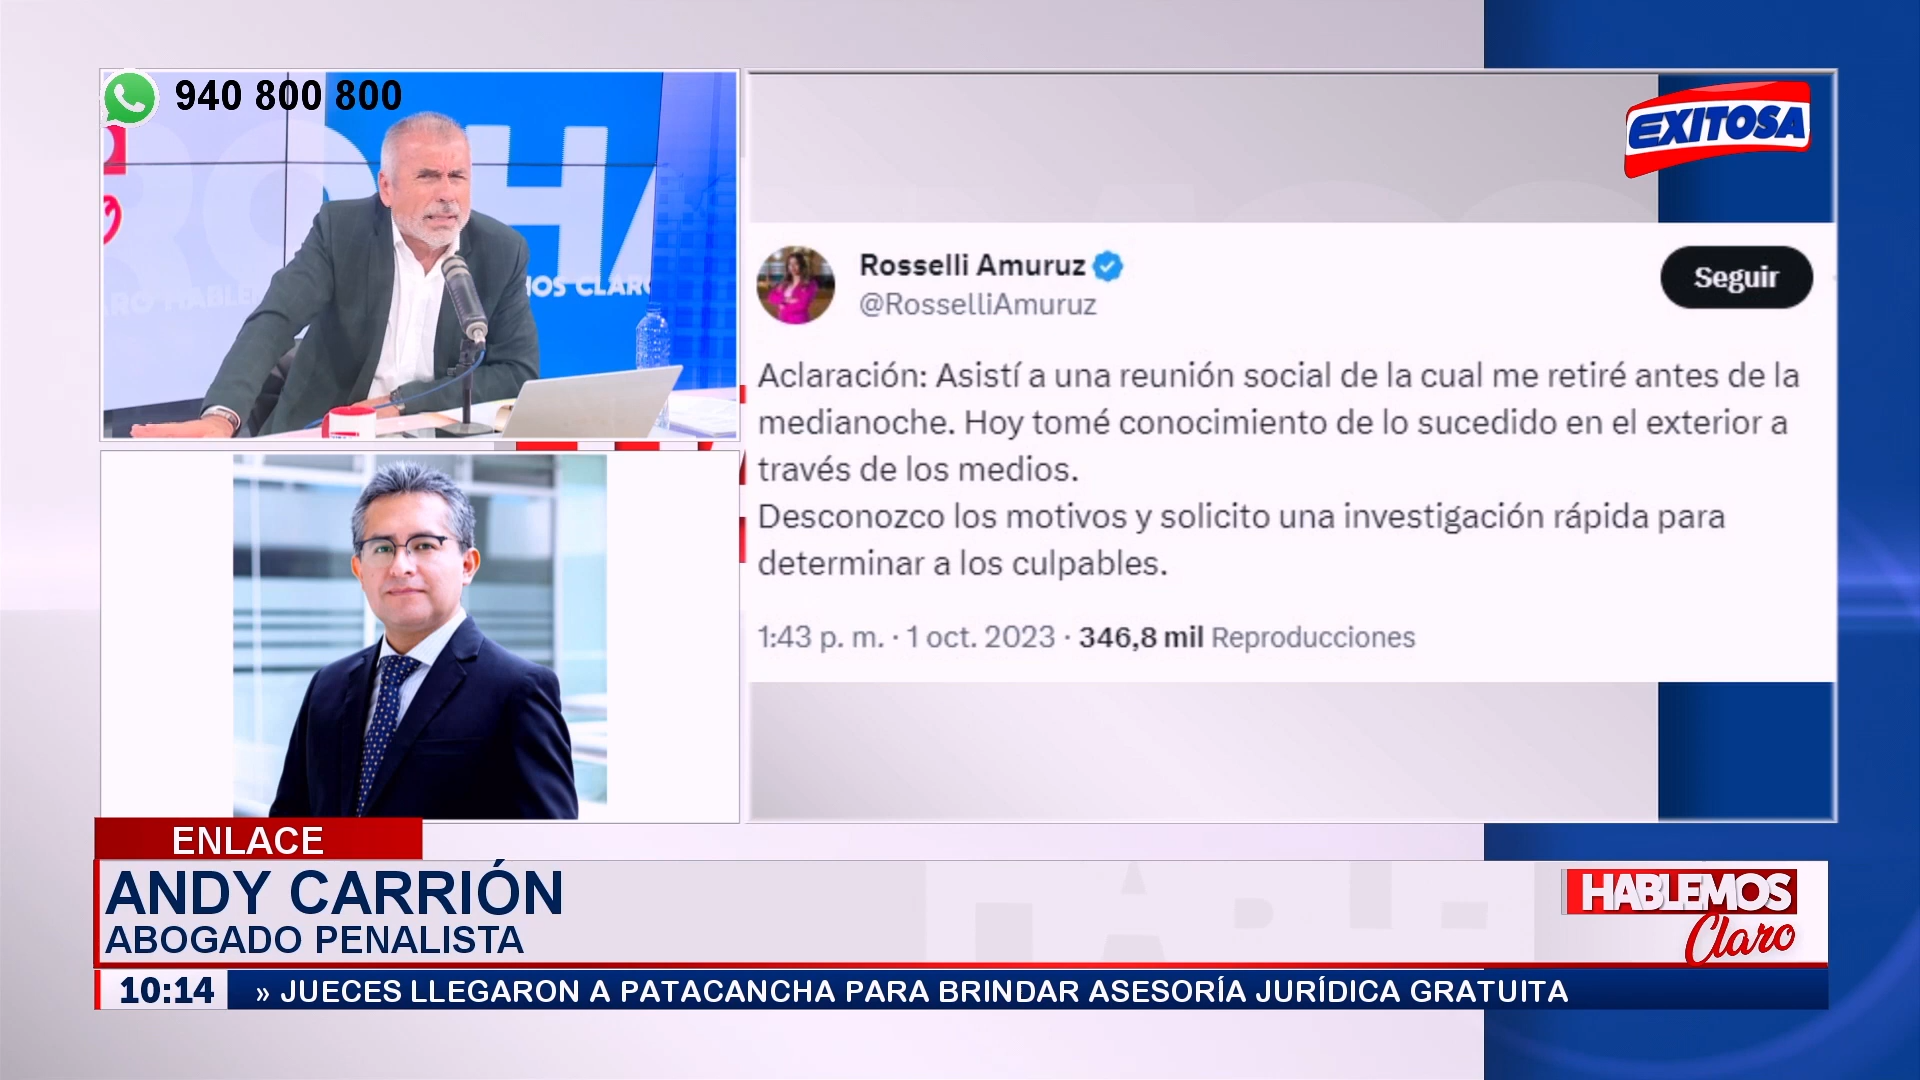 940 800 800
EXITOSA
HOS CLARO
Rosselli Amuruz
@RosselliAmuruz
Seguir
Aclaración: Asistí a una reunión social de la cual me retiré antes de la
medianoche. Hoy tomé conocimiento de lo sucedido en el exterior a
través de los medios.
Desconozco los motivos y solicito una investigación rápida para
determinar a los culpables.
1:43 p. m. · 1 oct. 2023 · 346,8 mil Reproducciones
ENLACE
ANDY CARRIÓN
ABOGADO PENALISTA
HABLEMOS
Claro
10:14 » JUECES LLEGARON A PATACANCHA PARA BRINDAR ASESORÍA JURÍDICA GRATUITA